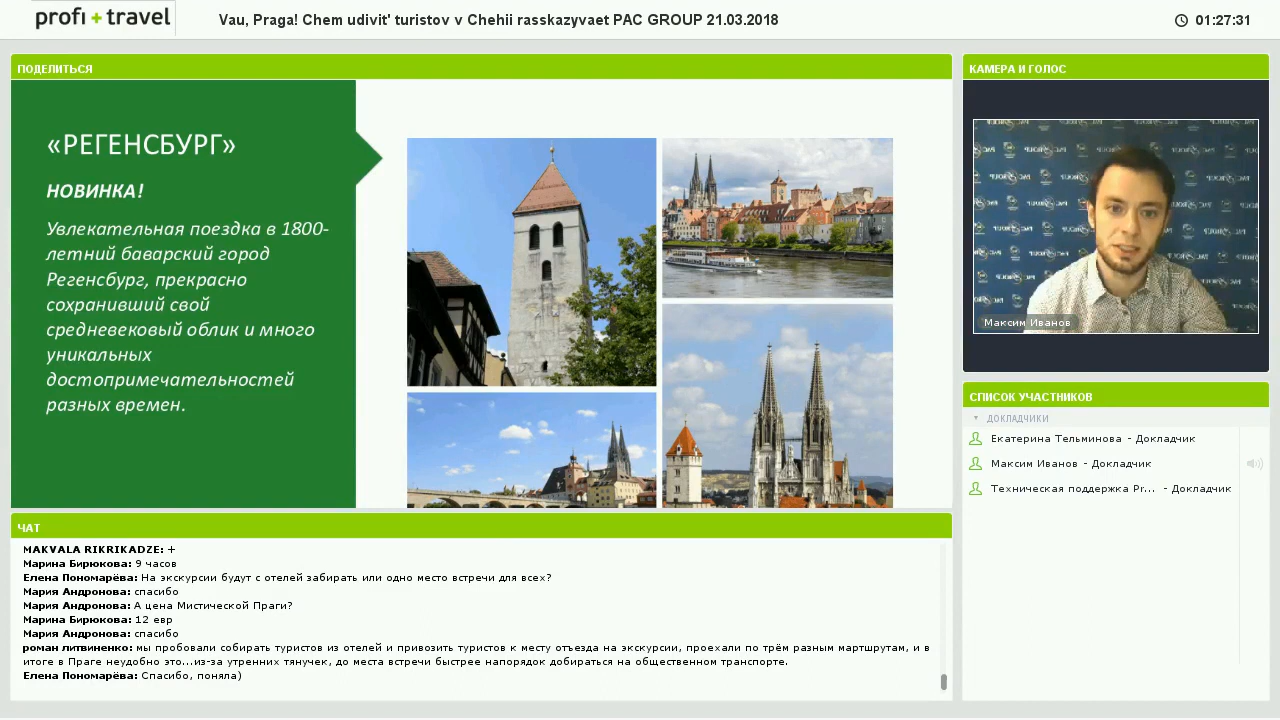 profi + travel
Vau, Praga! Chem udivit' turistov v Chehii rasskazyvaet PAC GROUP 21.03.2018
01:27:31
ПОДЕЛИТЬСЯ
«РЕГЕНСБУРГ»
НОВИНКА!
Увлекательная поездка в 1800-
летний баварский город
Регенсбург, прекрасно
сохранивший свой
средневековый облик и много
уникальных
достопримечательностей
разных времен.
КАМЕРА И ГОЛОС
Максим Иванов
СПИСОК УЧАСТНИКОВ
ДОКЛАДЧИКИ
Екатерина Тельминова - Докладчик
Максим Иванов - Докладчик
Техническая поддержка Pr... - Докладчик
ЧАТ
MAKVALA RIKRIKADZE: +
Марина Бирюкова: 9 часов
Елена Пономарёва: На экскурсии будут с отелей забирать или одно место встречи для всех?
Мария Андронова: спасибо
Мария Андронова: А цена Мистической Праги?
Марина Бирюкова: 12 евр
Мария Андронова: спасибо
роман литвиненко: мы пробовали собирать туристов из отелей и привозить туристов к месту отъезда на экскурсии, проехали по трём разным мартшрутам, и в
итоге в Праге неудобно это...из-за утренних тянучек, до места встречи быстрее напорядок добираться на общественном транспорте.
Елена Пономарёва: Спасибо, поняла)